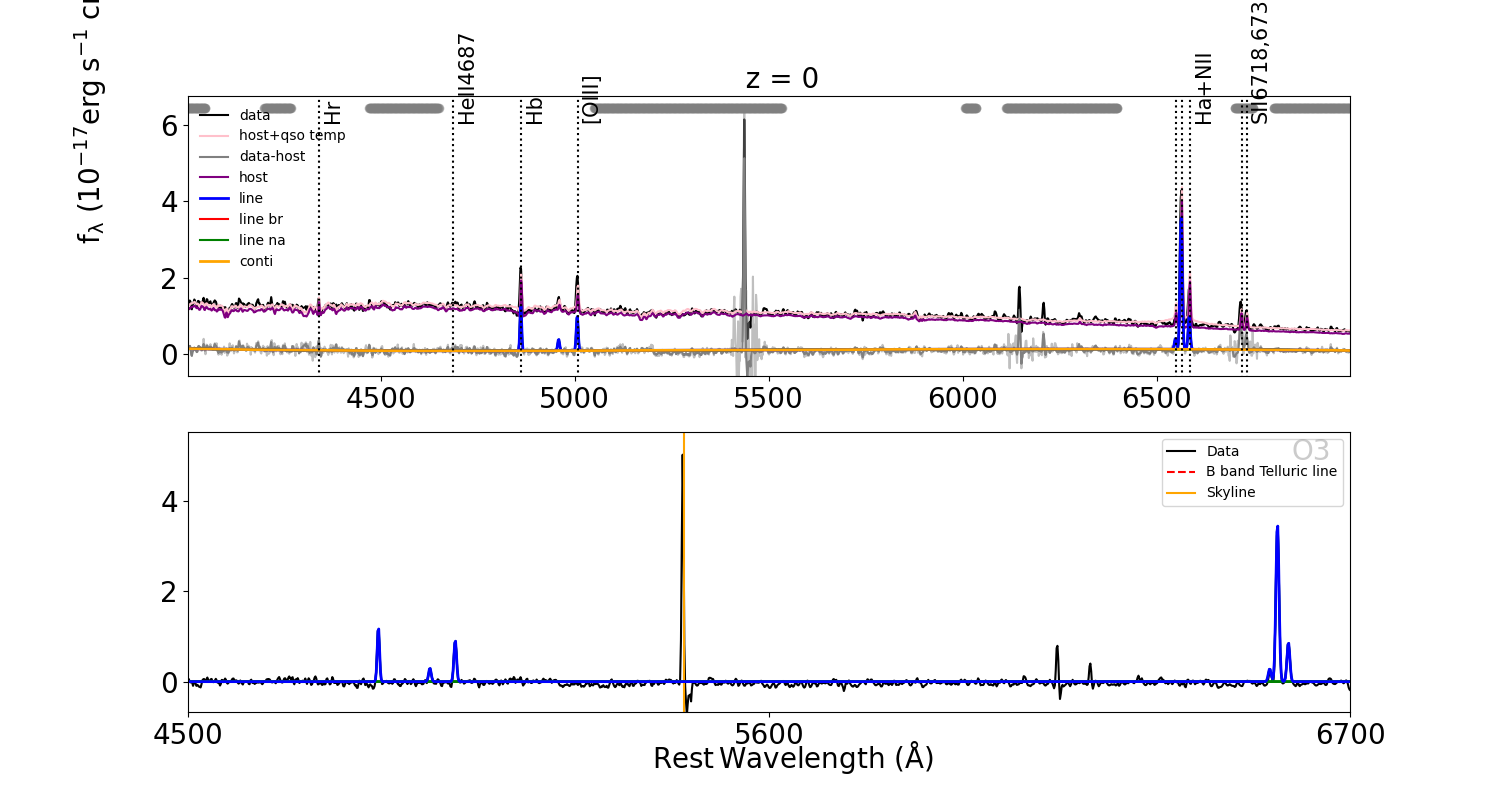 z = 0
f_λ (10^−17 erg s^−1 c
6
4
2
0
data
host+qso temp
data-host
host
line
line br
line na
conti
Hr
HeII4687
Hb
[OIII]
Ha+NII
SII6718,673
4500
5000
5500
6000
6500
4
2
0
O3
Data
B band Telluric line
Skyline
4500
5600
6700
Rest Wavelength (Å)